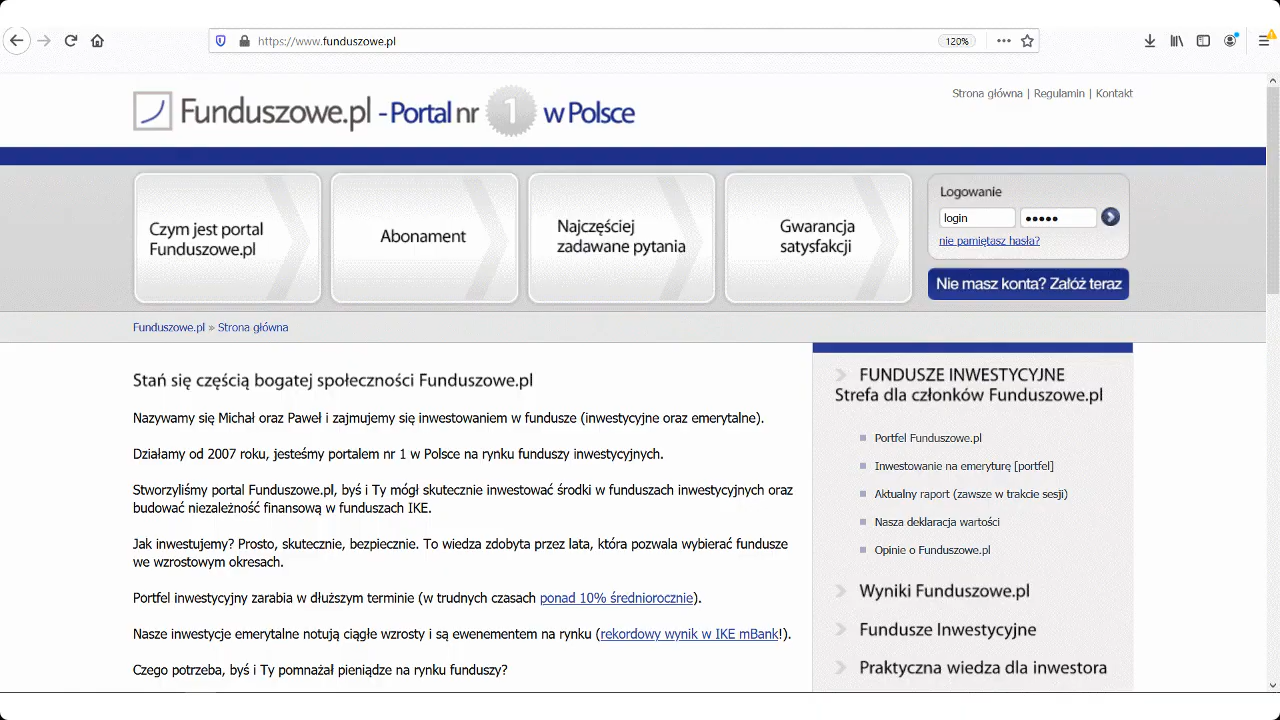 https://www.funduszowe.pl
120%
Funduszowe.pl - Portal nr 1 w Polsce
Strona główna | Regulamin | Kontakt
Czym jest portal
Funduszowe.pl
Abonament
Najczęściej
zadawane pytania
Gwarancja
satysfakcji
Logowanie
login
•••••
nie pamiętasz hasła?
Nie masz konta? Załóż teraz
Funduszowe.pl » Strona główna
Stań się częścią bogatej społeczności Funduszowe.pl
Nazywamy się Michał oraz Paweł i zajmujemy się inwestowaniem w fundusze (inwestycyjne oraz emerytalne).
Działamy od 2007 roku, jesteśmy portalem nr 1 w Polsce na rynku funduszy inwestycyjnych.
Stworzyliśmy portal Funduszowe.pl, byś i Ty mógł skutecznie inwestować środki w funduszach inwestycyjnych oraz
budować niezależność finansową w funduszach IKE.
Jak inwestujemy? Prosto, skutecznie, bezpiecznie. To wiedza zdobyta przez lata, która pozwala wybierać fundusze
we wzrostowym okresach.
Portfel inwestycyjny zarabia w dłuższym terminie (w trudnych czasach ponad 10% średniorocznie).
Nasze inwestycje emerytalne notują ciągłe wzrosty i są ewenementem na rynku (rekordowy wynik w IKE mBank!).
Czego potrzeba, byś i Ty pomnażał pieniądze na rynku funduszy?
FUNDUSZE INWESTYCYJNE
Strefa dla członków Funduszowe.pl
Portfel Funduszowe.pl
Inwestowanie na emeryturę [portfel]
Aktualny raport (zawsze w trakcie sesji)
Nasza deklaracja wartości
Opinie o Funduszowe.pl
Wyniki Funduszowe.pl
Fundusze Inwestycyjne
Praktyczna wiedza dla inwestora